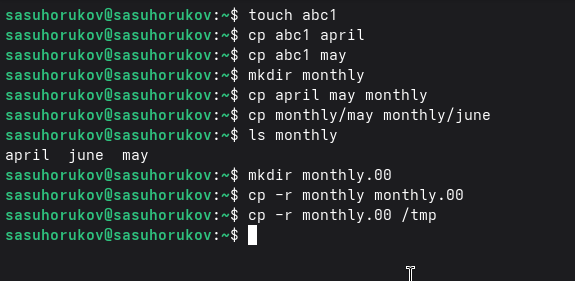 sasuhorukov@sasuhorukov:~$ touch abc1
sasuhorukov@sasuhorukov:~$ cp abc1 april
sasuhorukov@sasuhorukov:~$ cp abc1 may
sasuhorukov@sasuhorukov:~$ mkdir monthly
sasuhorukov@sasuhorukov:~$ cp april may monthly
sasuhorukov@sasuhorukov:~$ cp monthly/may monthly/june
sasuhorukov@sasuhorukov:~$ ls monthly
april  june  may
sasuhorukov@sasuhorukov:~$ mkdir monthly.00
sasuhorukov@sasuhorukov:~$ cp -r monthly monthly.00
sasuhorukov@sasuhorukov:~$ cp -r monthly.00 /tmp
sasuhorukov@sasuhorukov:~$